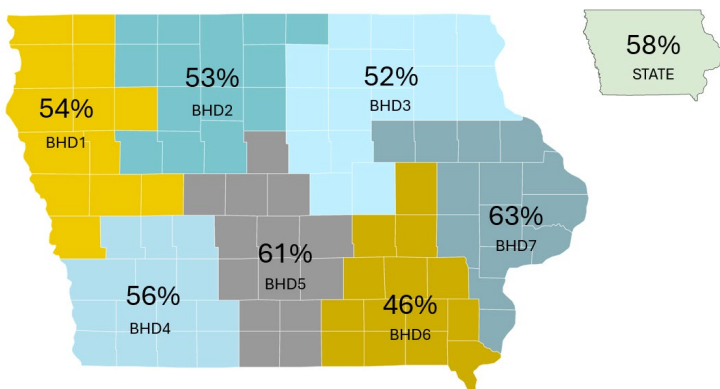 58%
STATE
53%
BHD2
52%
BHD3
54%
BHD1
63%
BHD7
61%
BHD5
56%
BHD4
46%
BHD6